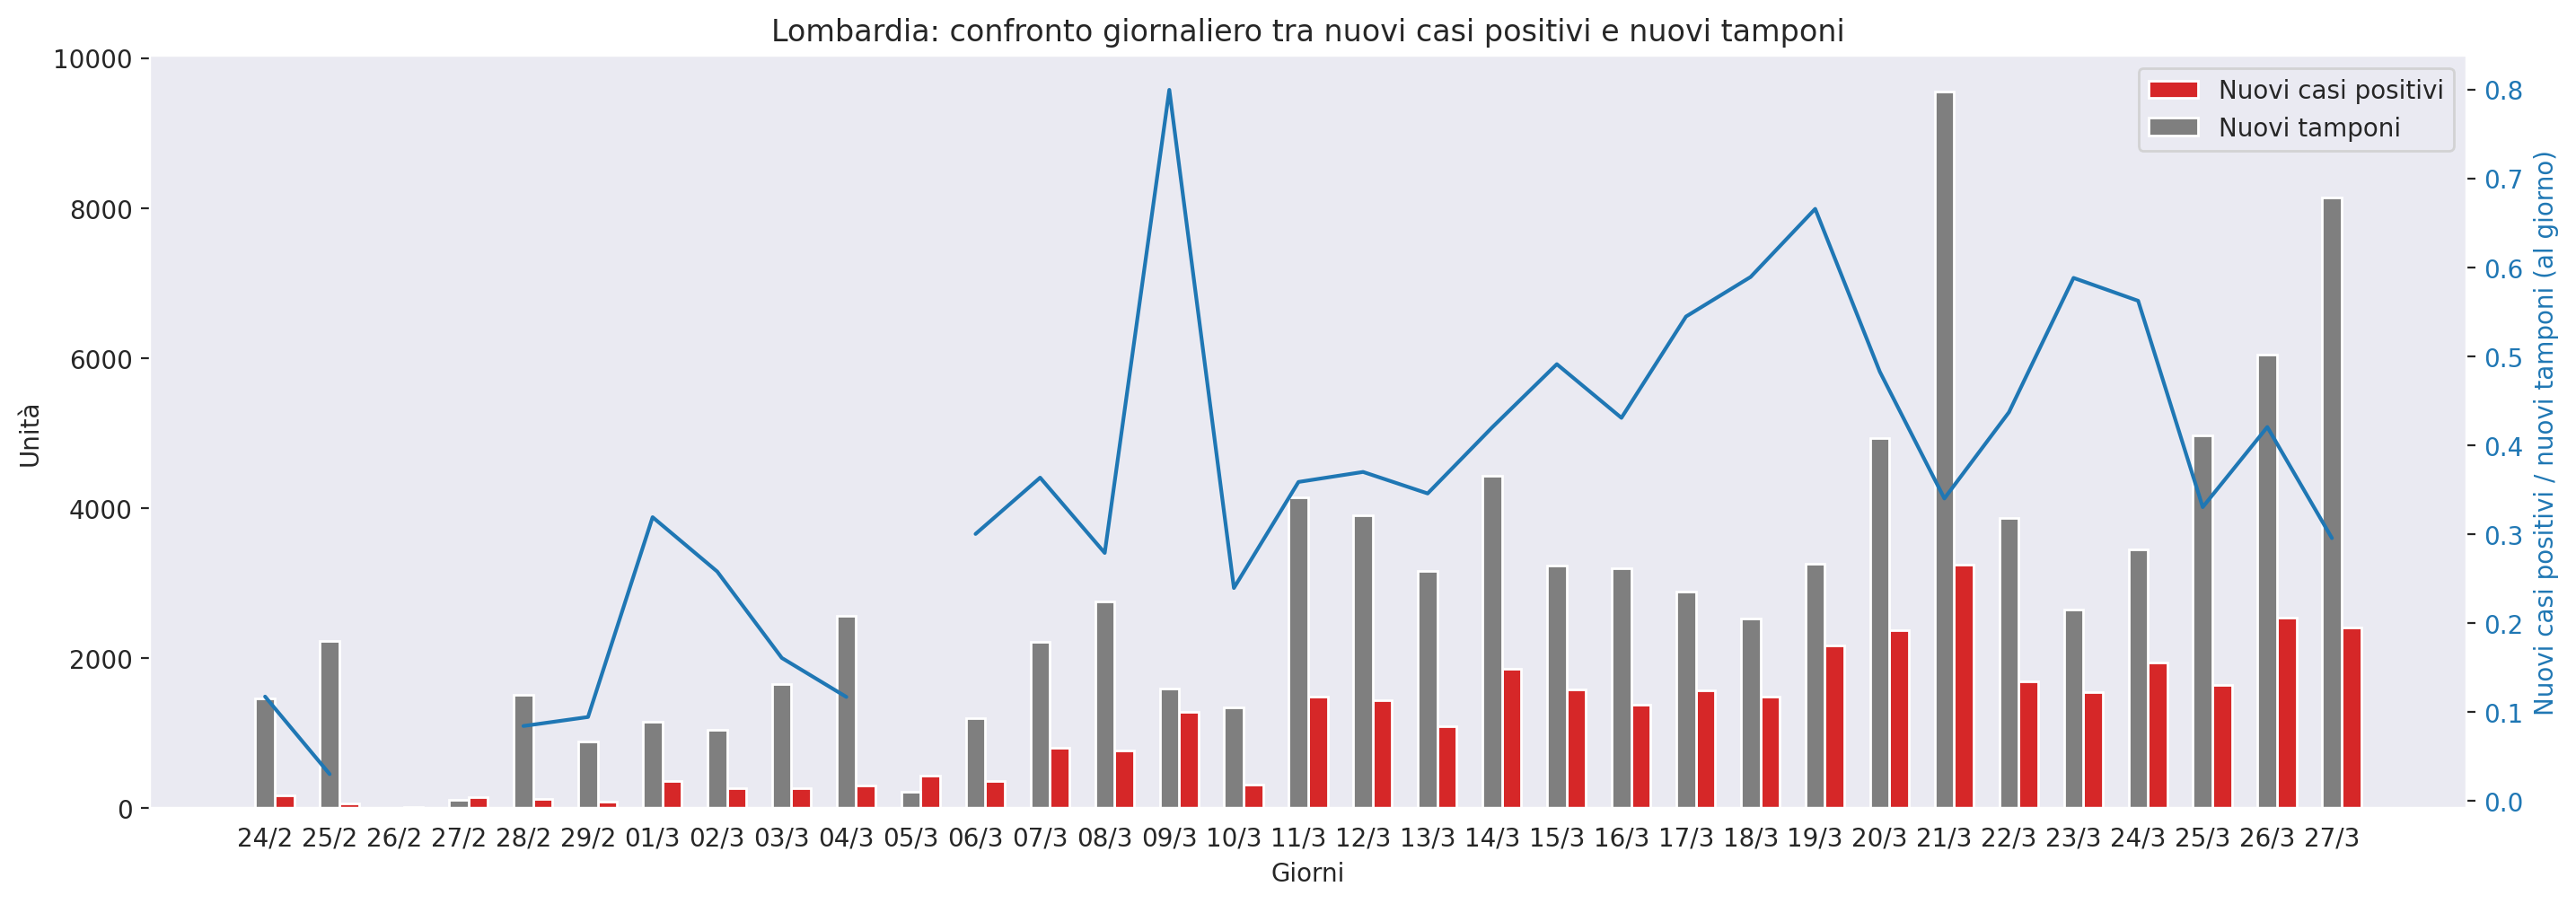 Lombardia: confronto giornaliero tra nuovi casi positivi e nuovi tamponi
10000
8000
6000
4000
2000
0
Unità
Nuovi casi positivi
Nuovi tamponi
0.8
0.7
0.6
0.5
0.4
0.3
0.2
0.1
0.0
Nuovi casi positivi / nuovi tamponi (al giorno)
24/2 25/2 26/2 27/2 28/2 29/2 01/3 02/3 03/3 04/3 05/3 06/3 07/3 08/3 09/3 10/3 11/3 12/3 13/3 14/3 15/3 16/3 17/3 18/3 19/3 20/3 21/3 22/3 23/3 24/3 25/3 26/3 27/3
Giorni